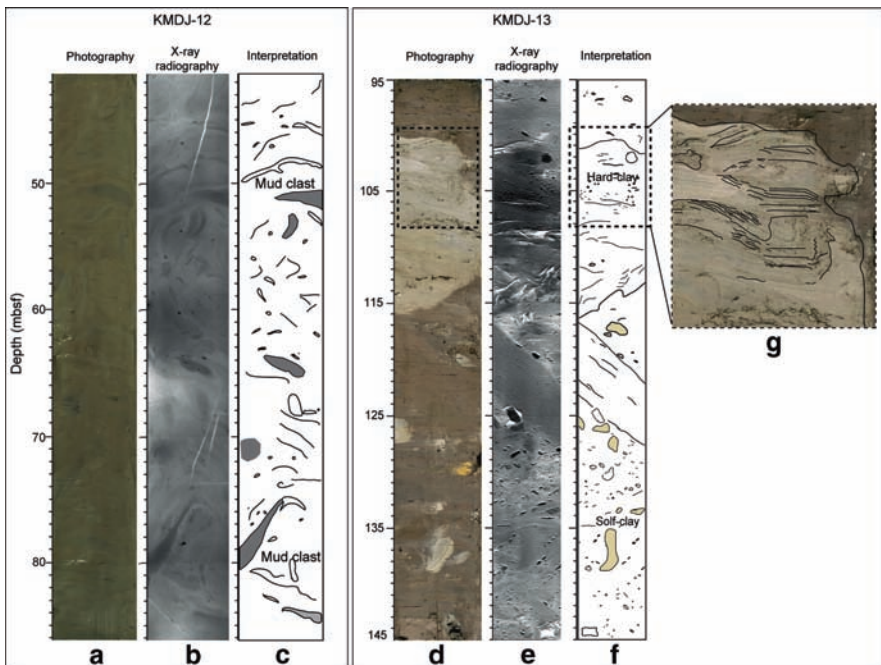 KMDJ-12
Photography
X-ray
radiography
Interpretation
Depth (mbsf)
50
60
70
80
Mud clast
Mud clast
a
b
c
KMDJ-13
Photography
X-ray
radiography
Interpretation
95
105
115
125
135
145
Hard-clay
Solf-clay
d
e
f
g